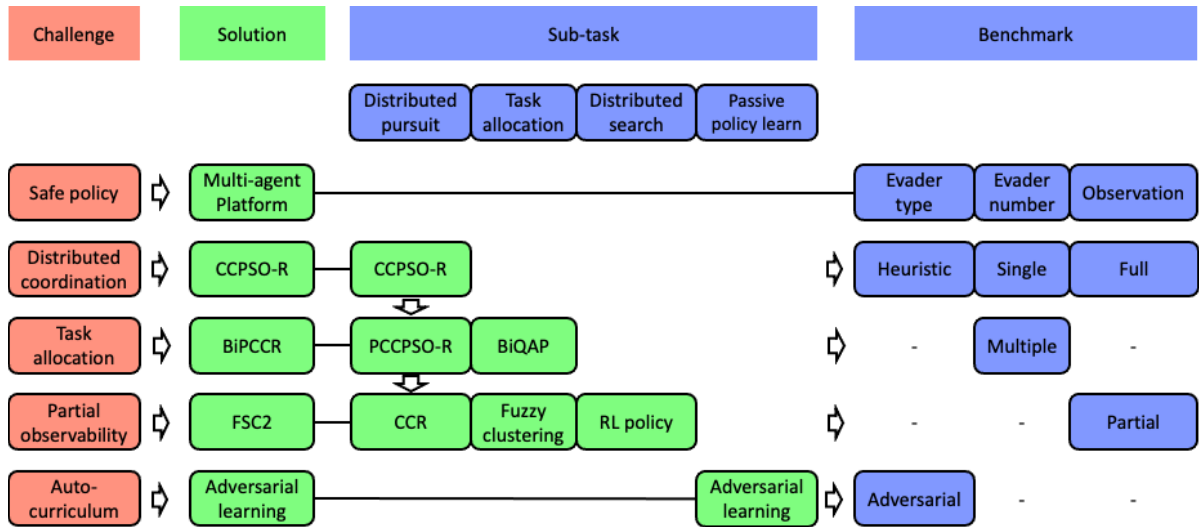 Challenge
Solution
Sub-task
Benchmark
Distributed
pursuit
Task
allocation
Distributed
search
Passive
policy learn
Safe policy
Multi-agent
Platform
Evader
type
Evader
number
Observation
Distributed
coordination
CCPSO-R
CCPSO-R
Heuristic
Single
Full
Task
allocation
BiPCCR
PCCPSO-R
BiQAP
-
Multiple
-
Partial
observability
FSC2
CCR
Fuzzy
clustering
RL policy
-
-
Partial
Auto-
curriculum
Adversarial
learning
Adversarial
learning
Adversarial
-
-